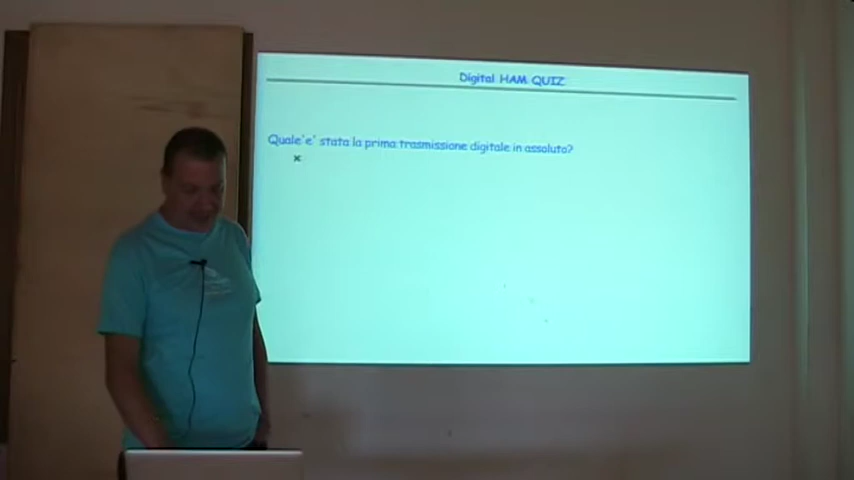 Digital HAM QUIZ
Quale'e' stata la prima trasmissione digitale in assoluto?